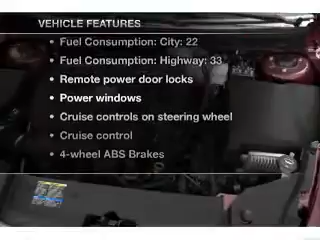 VEHICLE FEATURES
• Fuel Consumption: City: 22
• Fuel Consumption: Highway: 33
• Remote power door locks
• Power windows
• Cruise controls on steering wheel
• Cruise control
• 4-wheel ABS Brakes